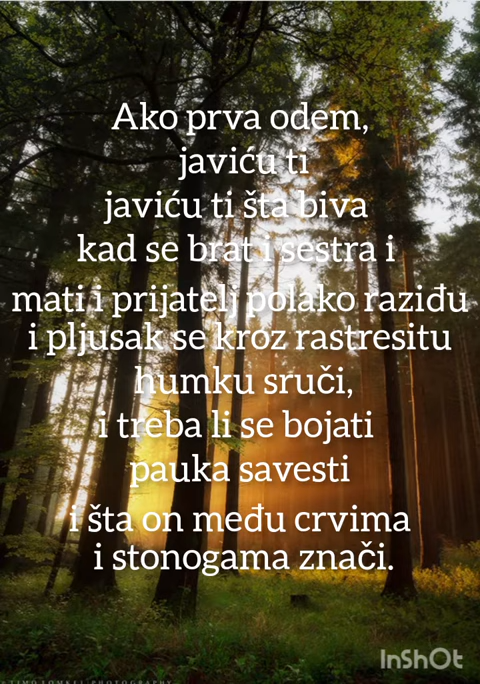 Ako prva odem,
javiću ti
javiću ti šta biva
kad se brat i sestra i
mati i prijatelj polako raziđu
i pljusak se kroz rastresitu
humku sruči,
i treba li se bojati
pauka savesti
i šta on među crvima
i stonogama znači.
InShOt